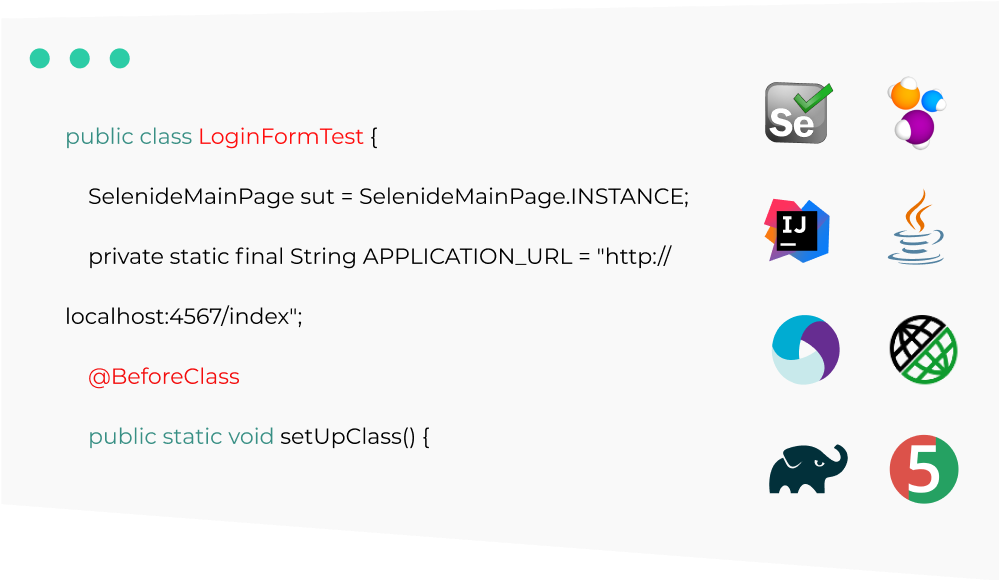 public class LoginFormTest {
SelenideMainPage sut = SelenideMainPage.INSTANCE;
private static final String APPLICATION_URL = "http://
localhost:4567/index";
@BeforeClass
public static void setUpClass() {
Se
IJ
5